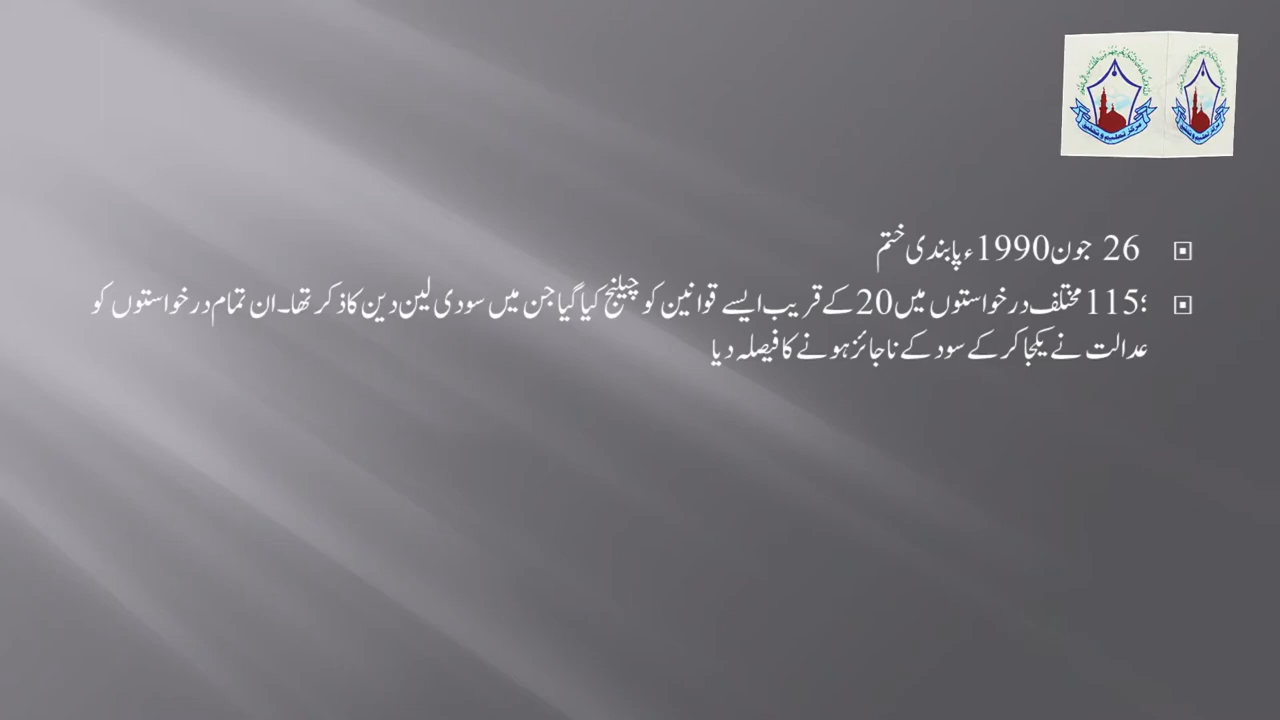 26 جون 1990ء پابندی ختم
؛115 مختلف درخواستوں میں 20 کے قریب ایسے قوانین کو چیلنج کیا گیا جن میں سودی لین دین کا ذکر تھا۔ ان تمام درخواستوں کو
عدالت نے یکجا کر کے سود کے ناجائز ہونے کا فیصلہ دیا